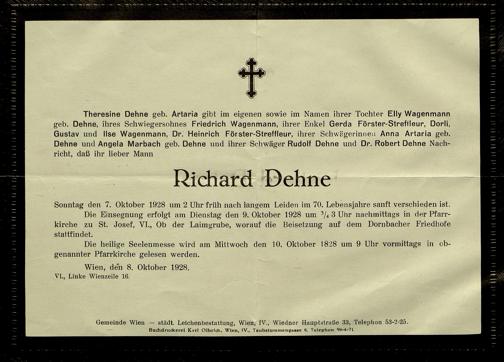 Theresine Dehne geb. Artaria gibt im eigenen sowie im Namen ihrer Tochter Elly Wagenmann
geb. Dehne, ihres Schwiegersohnes Friedrich Wagenmann, ihrer Enkel Gerda Förster-Streffleur, Dorli,
Gustav und Ilse Wagenmann, Dr. Heinrich Förster-Streffleur, ihrer Schwägerinnen Anna Artaria geb.
Dehne und Angela Marbach geb. Dehne und ihrer Schwäger Rudolf Dehne und Dr. Robert Dehne Nach-
richt, daß ihr lieber Mann
Richard Dehne
Sonntag den 7. Oktober 1928 um 2 Uhr früh nach langem Leiden im 70. Lebensjahre sanft verschieden ist.
Die Einsegnung erfolgt am Dienstag den 9. Oktober 1928 um ³/₄ 3 Uhr nachmittags in der Pfarr-
kirche zu St. Josef, VI., Ob der Laimgrube, worauf die Beisetzung auf dem Dornbacher Friedhofe
stattfindet.
Die heilige Seelenmesse wird am Mittwoch den 10. Oktober 1828 um 9 Uhr vormittags in ob-
genannter Pfarrkirche gelesen werden.
Wien, den 8. Oktober 1928.
VI., Linke Wienzeile 16.
Gemeinde Wien — städt. Leichenbestattung, Wien, IV., Wiedner Hauptstraße 33, Telephon 53-2-25.
Buchdruckerei Karl Olbrich, Wien, IV., Taubstummengasse 6. Telephon